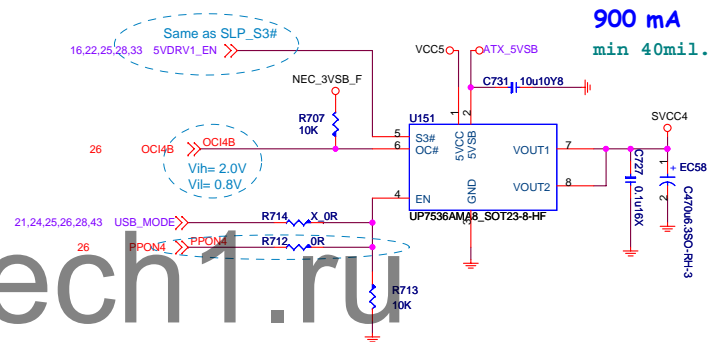 900 mA
min 40mil.
Same as SLP_S3#
16,22,25,28,33 5VDRV1_EN
VCC5
ATX_5VSB
NEC_3VSB_F
C731 10u10Y8
R707
10K
U151
SVCC4
1
2
5
S3#
5VCC
5VSB
VOUT1
7
26 OCI4B OCI4B
6
OC#
Vih= 2.0V
Vil= 0.8V
C727
0.1u16X
1
+ EC58
2
C470u6.3SO-RH-3
4
EN
GND
VOUT2
8
3
UP7536AMA8_SOT23-8-HF
21,24,25,26,28,43 USB_MODE
R714 X_0R
26 PPON4 PPON4
R712 0R
R713
10K
ech1.ru